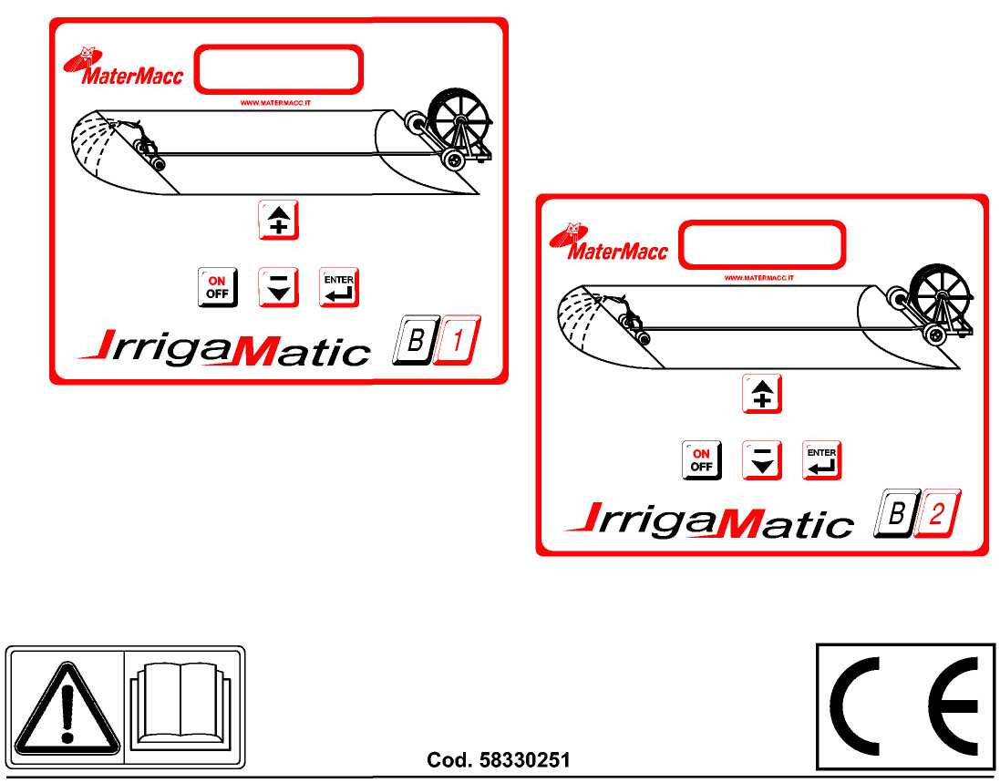 MaterMacc
WWW.MATERMACC.IT
+
ON
OFF
−
ENTER
IrrigaMatic B 1
MaterMacc
WWW.MATERMACC.IT
+
ON
OFF
−
ENTER
IrrigaMatic B 2
!
CE
Cod. 58330251